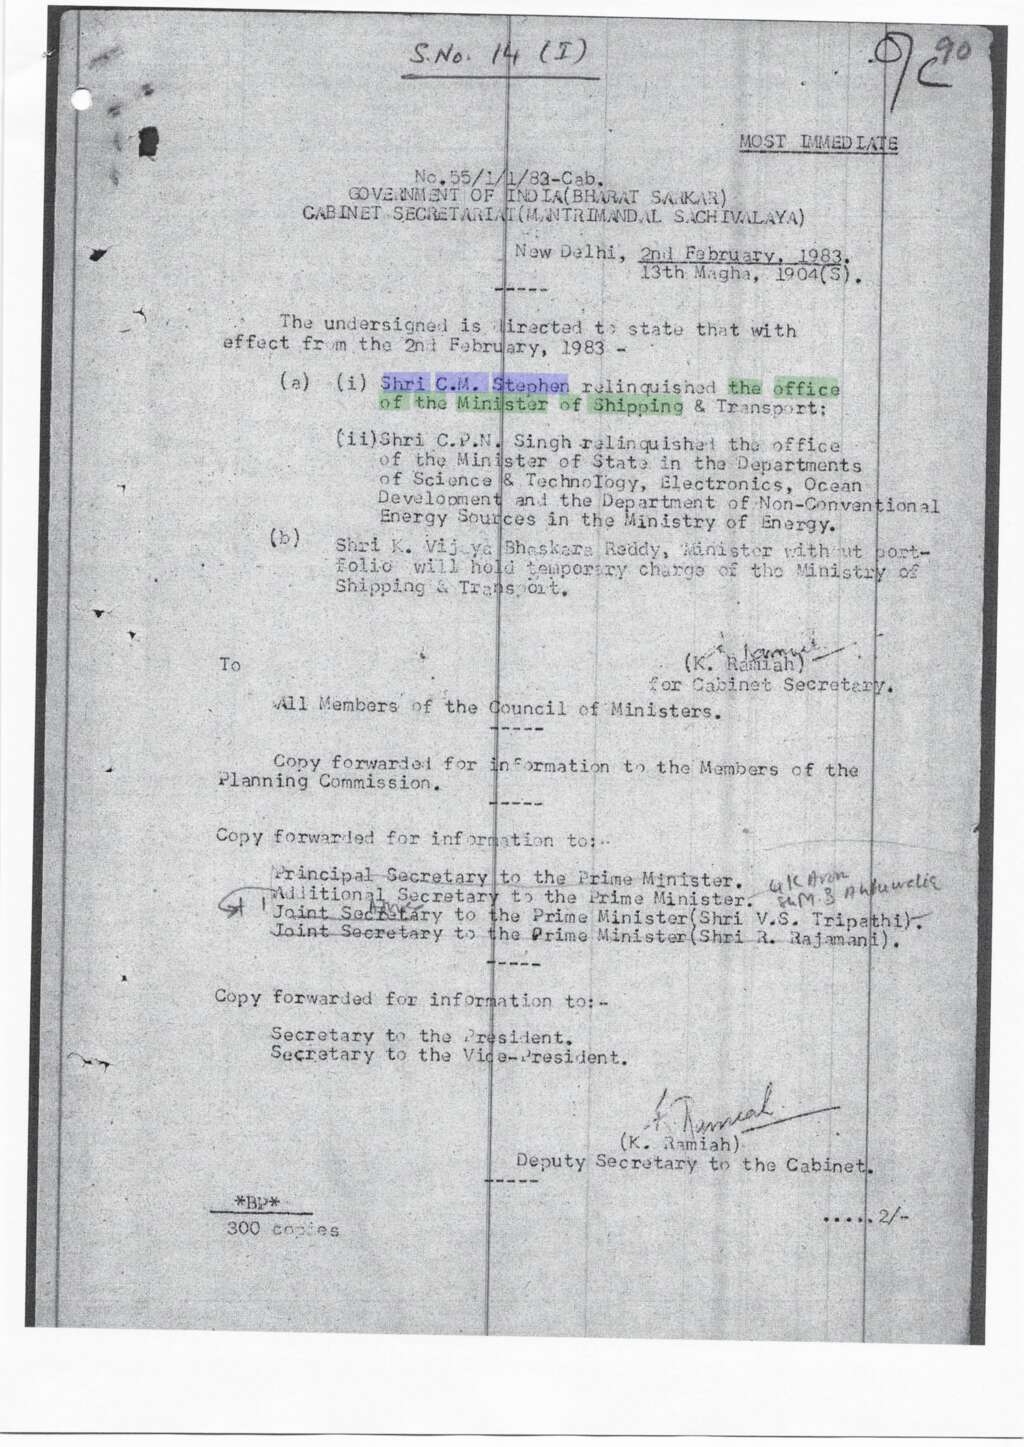 S.No. 14 (I)
O/C 90
MOST IMMEDIATE
No.55/1/1/83-Cab.
GOVERNMENT OF INDIA(BHARAT SARKAR)
CABINET SECRETARIAT(MANTRIMANDAL SACHIVALAYA)
New Delhi, 2nd February, 1983.
13th Magha, 1904(S).
-----
The undersigned is directed to state that with
effect from the 2nd February, 1983 -
(a) (i) Shri C.M. Stephen relinquished the office
of the Minister of Shipping & Transport;
(ii)Shri C.P.N. Singh relinquished the office
of the Minister of State in the Departments
of Science & Technology, Electronics, Ocean
Development and the Department of Non-Conventional
Energy Sources in the Ministry of Energy.
(b) Shri K. Vijaya Bhaskara Reddy, Minister without port-
folio will hold temporary charge of the Ministry of
Shipping & Transport.
(K. Ramiah)
for Cabinet Secretary.
To
All Members of the Council of Ministers.
-----
Copy forwarded for information to the Members of the
Planning Commission.
-----
Copy forwarded for information to:-
Principal Secretary to the Prime Minister.
Additional Secretary to the Prime Minister.
Joint Secretary to the Prime Minister(Shri V.S. Tripathi).
Joint Secretary to the Prime Minister(Shri R. Rajamani).
-----
Copy forwarded for information to:-
Secretary to the President.
Secretary to the Vice-President.
K. Ramiah
(K. Ramiah)
Deputy Secretary to the Cabinet.
-----
*BP*
300 copies
.....2/-